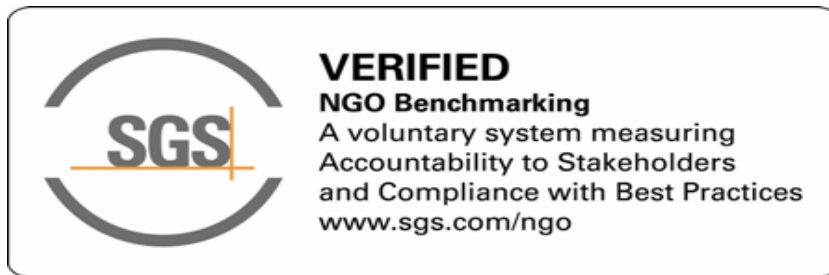 SGS
VERIFIED
NGO Benchmarking
A voluntary system measuring
Accountability to Stakeholders
and Compliance with Best Practices
www.sgs.com/ngo